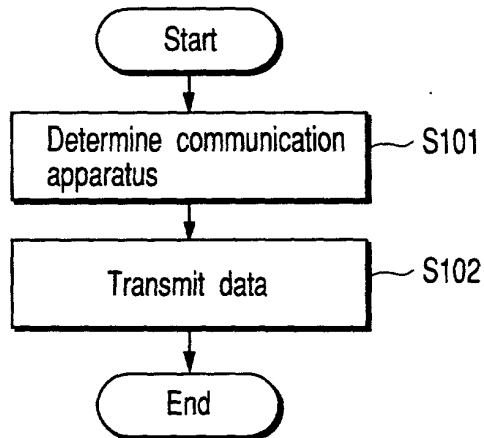 Start
Determine communication
apparatus
S101
Transmit data
S102
End